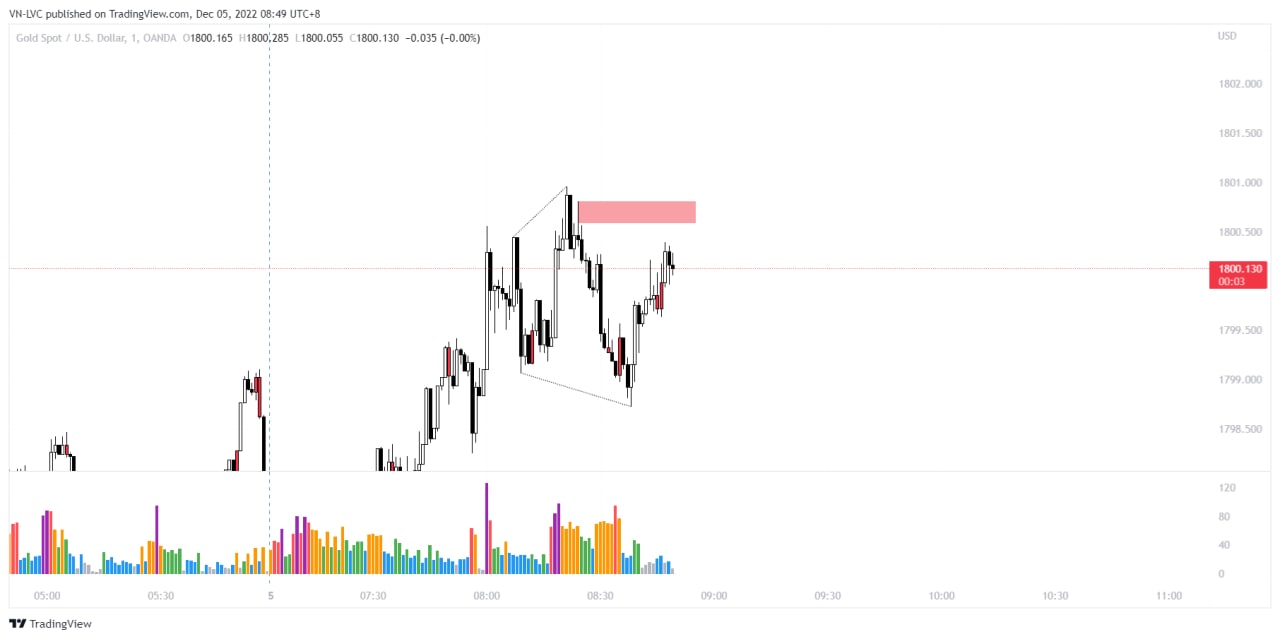 VN-LVC published on TradingView.com, Dec 05, 2022 08:49 UTC+8
Gold Spot / U.S. Dollar, 1, OANDA O1800.165 H1800.285 L1800.055 C1800.130 −0.035 (−0.00%)
USD
1802.000
1801.500
1801.000
1800.500
1800.130
00:03
1799.500
1799.000
1798.500
120
80
40
0
05:00 05:30 5 07:30 08:00 08:30 09:00 09:30 10:00 10:30 11:00
TradingView